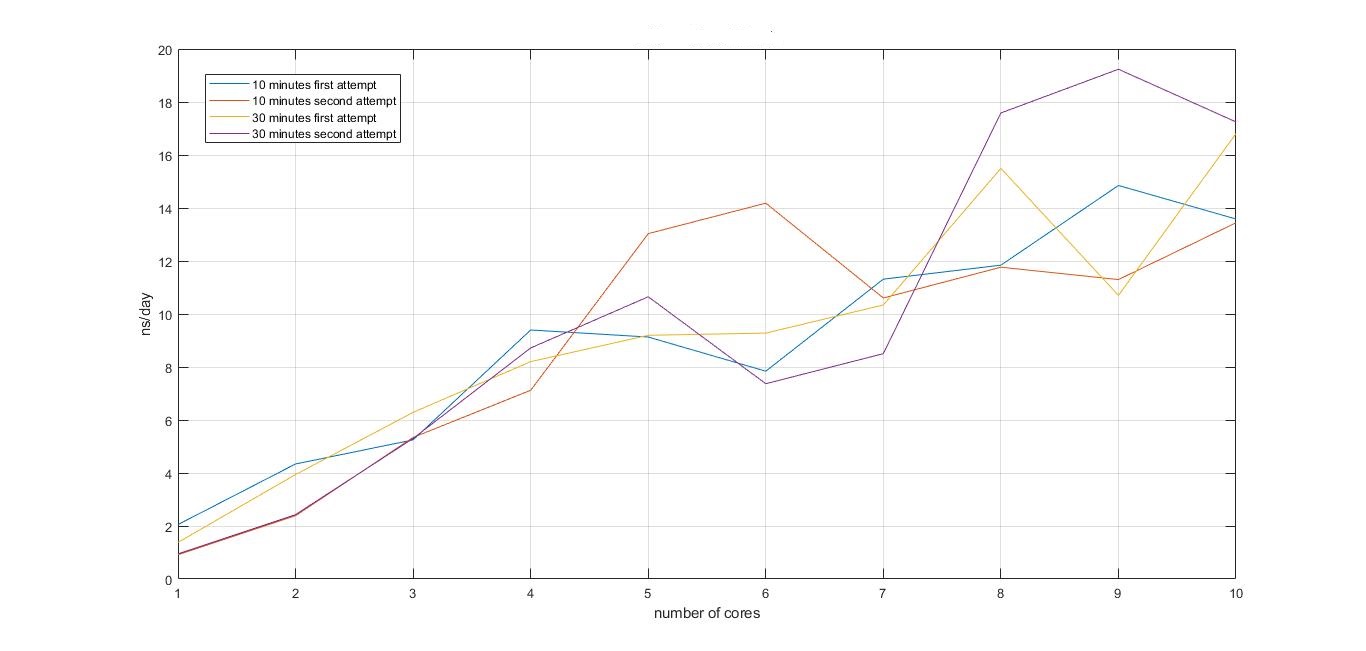 20
18
16
14
12
10
8
6
4
2
0
ns/day
10 minutes first attempt
10 minutes second attempt
30 minutes first attempt
30 minutes second attempt
1 2 3 4 5 6 7 8 9 10
number of cores